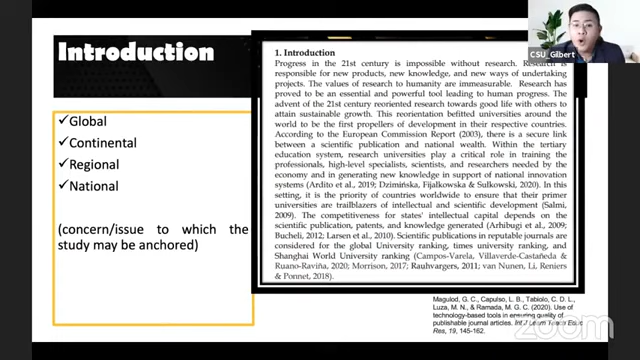 Introduction
✓Global
✓Continental
✓Regional
✓National
(concern/issue to which the
study may be anchored)
1. Introduction
Progress in the 21st century is impossible without research. Research is
responsible for new products, new knowledge, and new ways of undertaking
projects. The values of research to humanity are immeasurable. Research
has proved to be an essential and powerful tool leading to human progress. The
advent of the 21st century reoriented research towards good life with others to
attain sustainable growth. This reorientation befitted universities around the
world to be the first propellers of development in their respective countries.
According to the European Commission Report (2003), there is a secure link
between a scientific publication and national wealth. Within the tertiary
education system, research universities play a critical role in training the
professionals, high-level specialists, scientists, and researchers needed by the
economy and in generating new knowledge in support of national innovation
systems (Ardito et al., 2019; Dzimińska, Fijałkowska & Sułkowski, 2020). In this
setting, it is the priority of countries worldwide to ensure that their primer
universities are trailblazers of intellectual and scientific development (Salmi,
2009). The competitiveness for states' intellectual capital depends on the
scientific publication, patents, and knowledge generated (Arhibugi et al., 2009;
Bucheli, 2012; Larsen et al., 2010). Scientific publications in reputable journals are
considered for the global University ranking, times university ranking, and
Shanghai World University ranking (Campos-Varela, Villaverde-Castañeda &
Ruano-Raviña, 2020; Morrison, 2017; Rauhvargers, 2011; van Nunen, Li, Reniers
& Ponnet, 2018).
Magulod, G. C., Capulso, L. B., Tabiolo, C. D. L.,
Luza, M. N., & Ramada, M. G. C. (2020). Use of
technology-based tools in ensuring quality of
publishable journal articles. Int J Learn Teach Educ
Res, 19, 145-162.
CSU_Gilbert
zoom